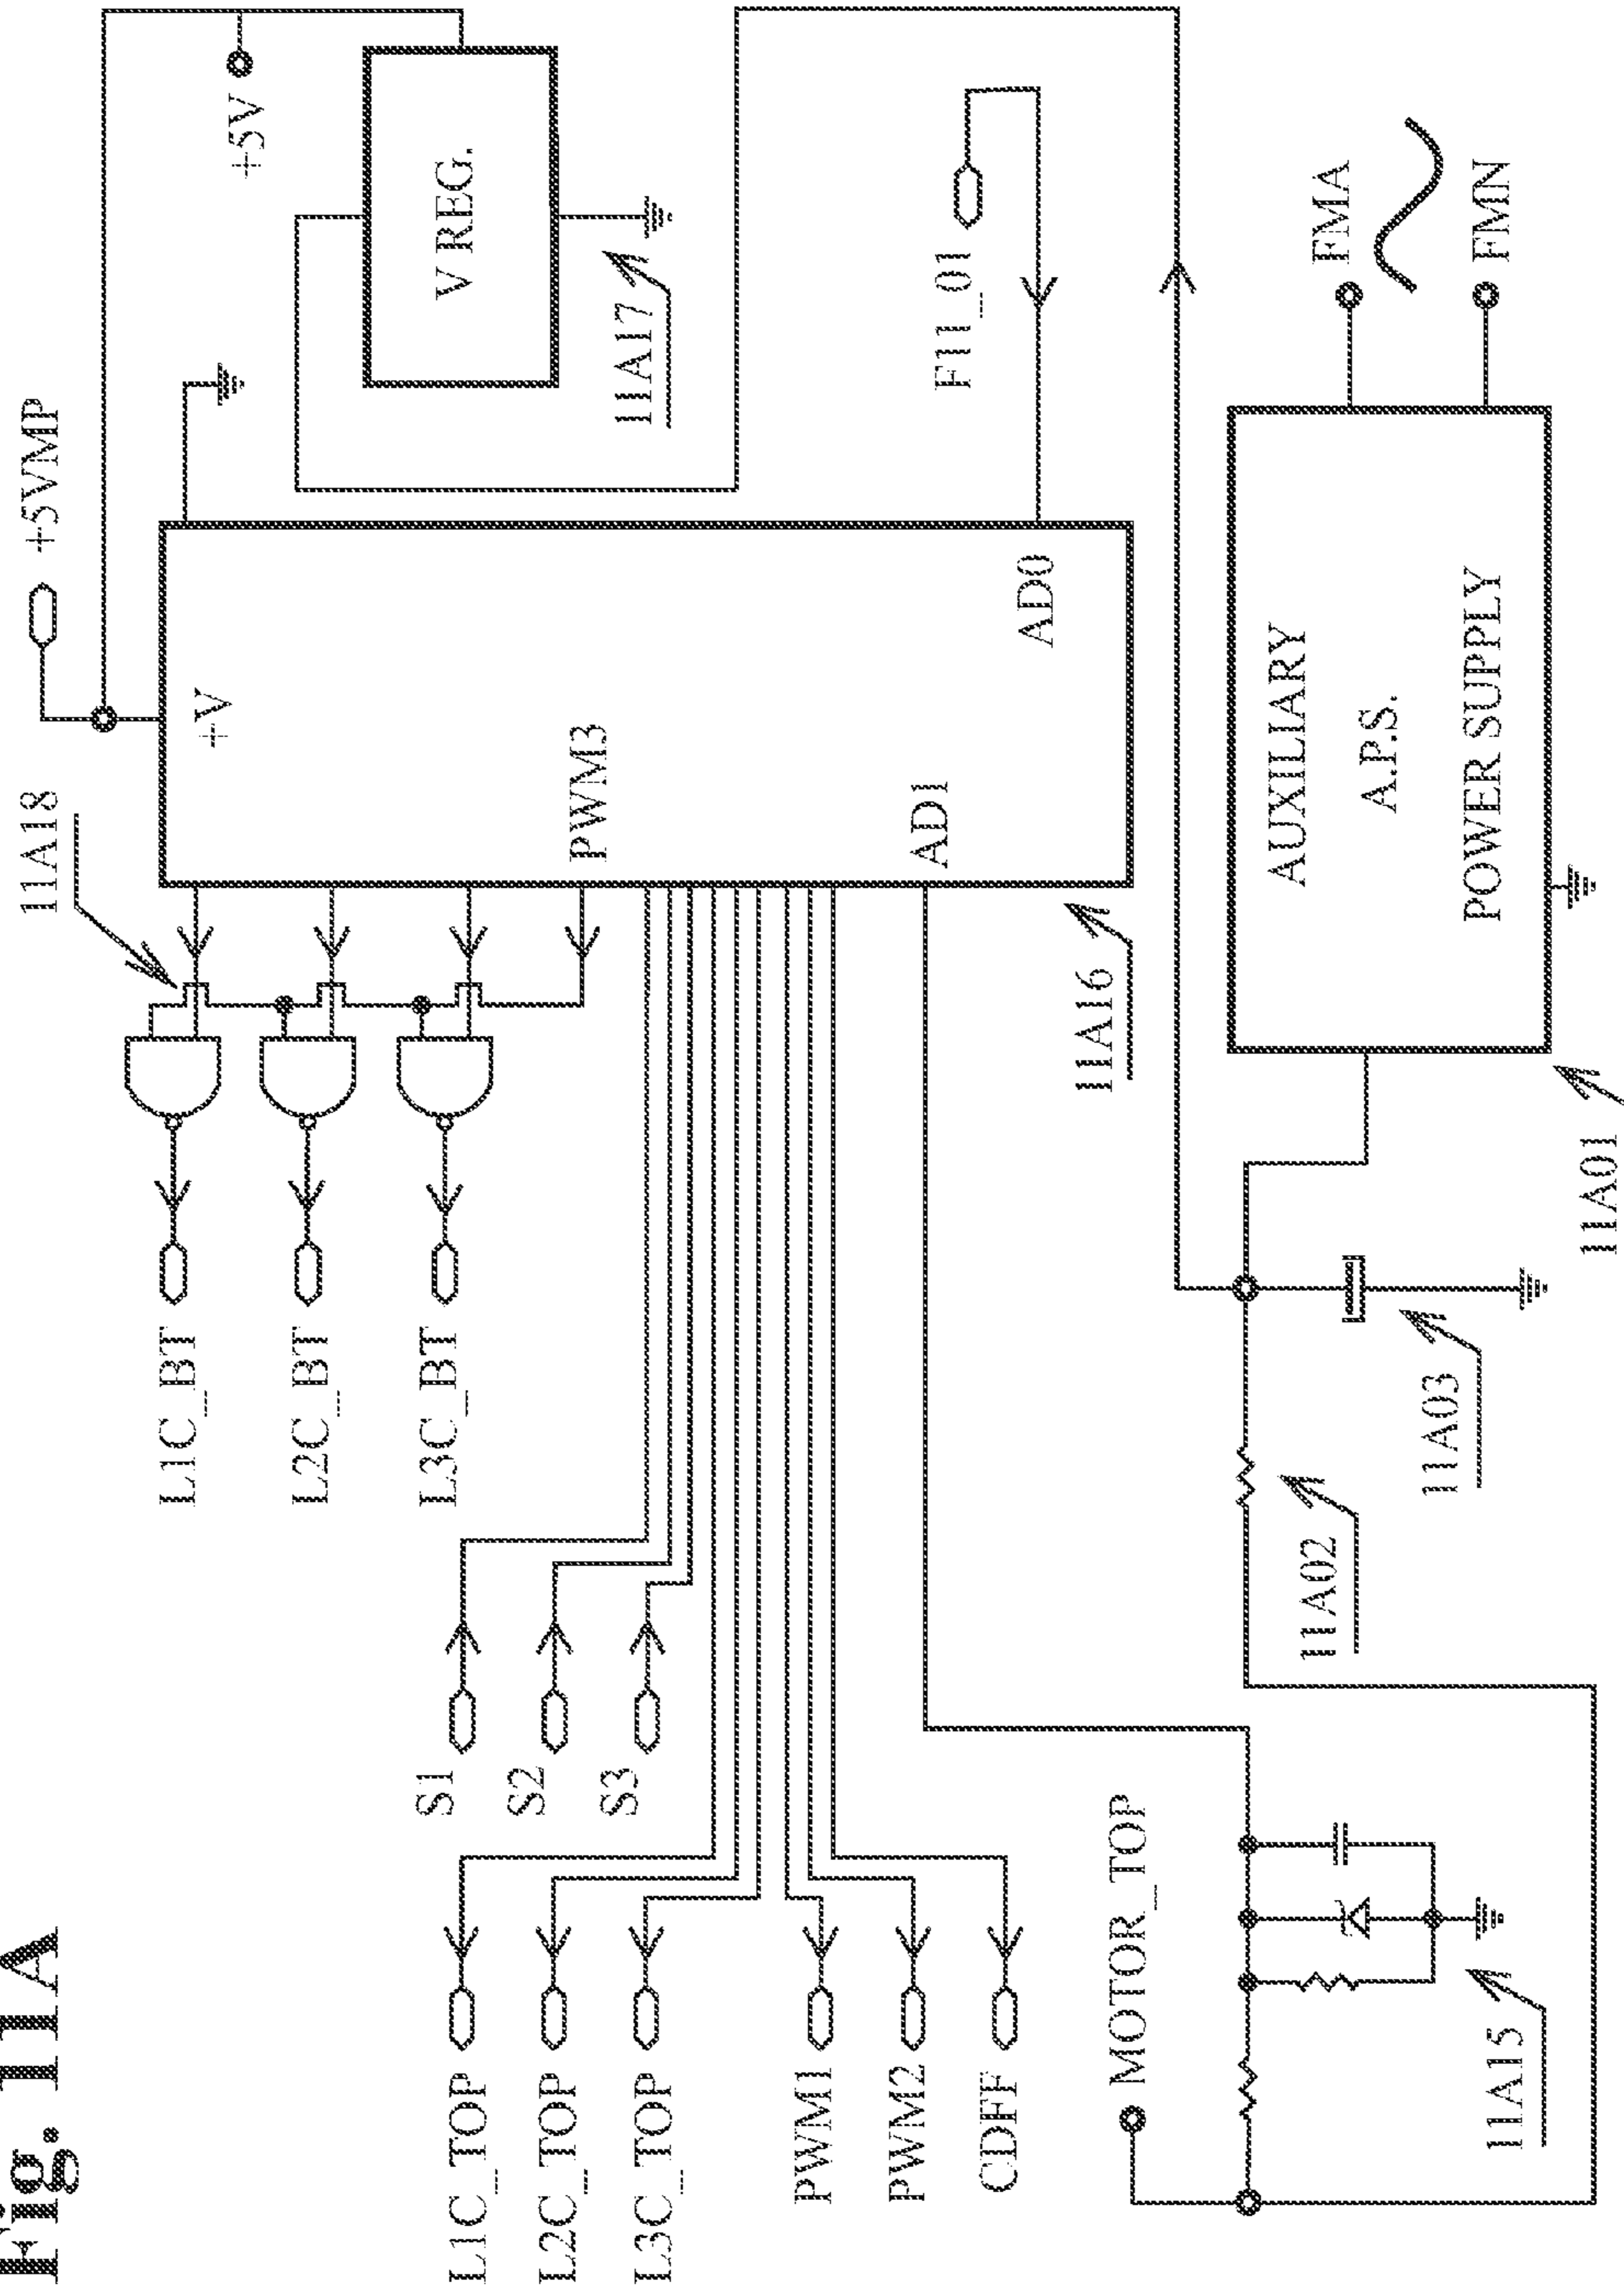 Fig. 11A
L1C_TOP
L2C_TOP
L3C_TOP
PWM1
PWM2
CDFF
MOTOR_TOP
11A15
S1
S2
S3
L1C_BT
L2C_BT
L3C_BT
11A02
11A03
11A18
11A16
11A01
+5VMP
+V
PWM3
AD1
AD0
AUXILIARY
A.P.S.
POWER SUPPLY
+5V
V REG.
11A17
F11_01
FMA
FMN